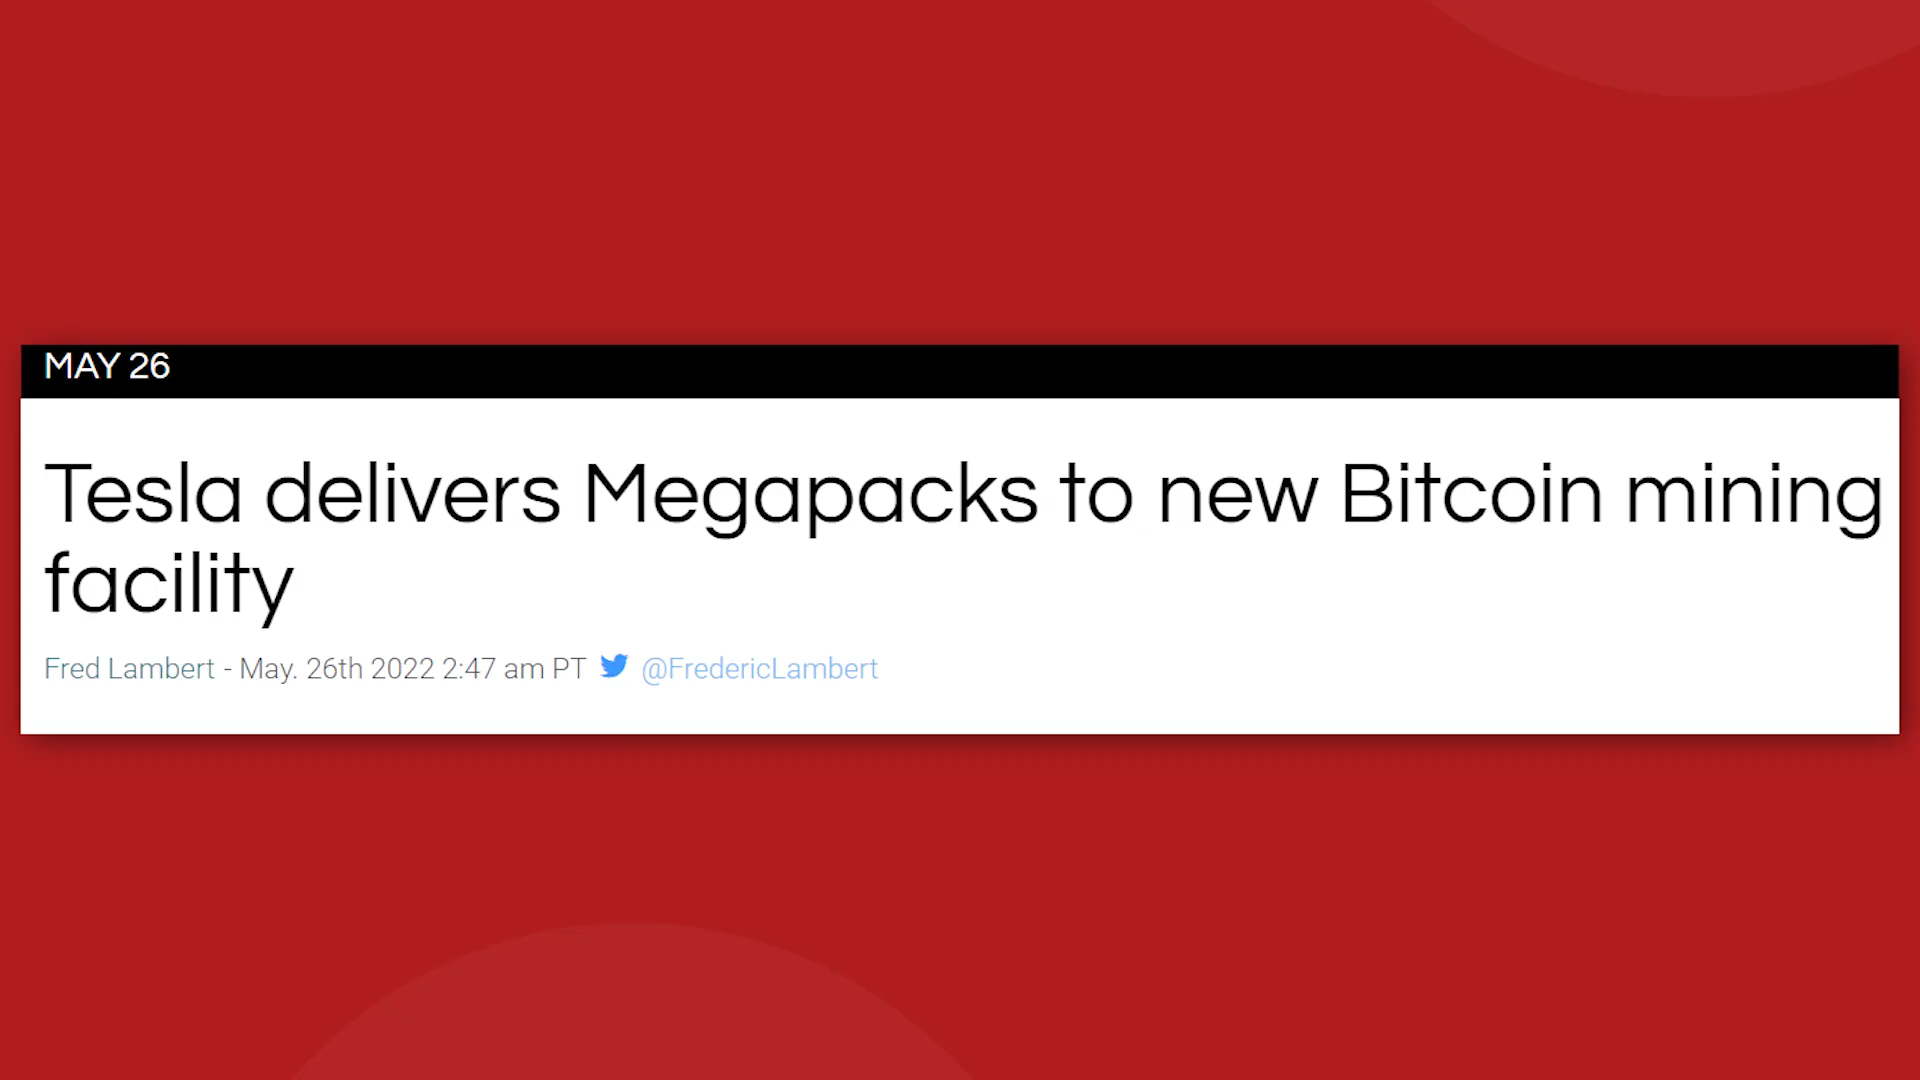 MAY 26
Tesla delivers Megapacks to new Bitcoin mining
facility
Fred Lambert - May. 26th 2022 2:47 am PT @FredericLambert